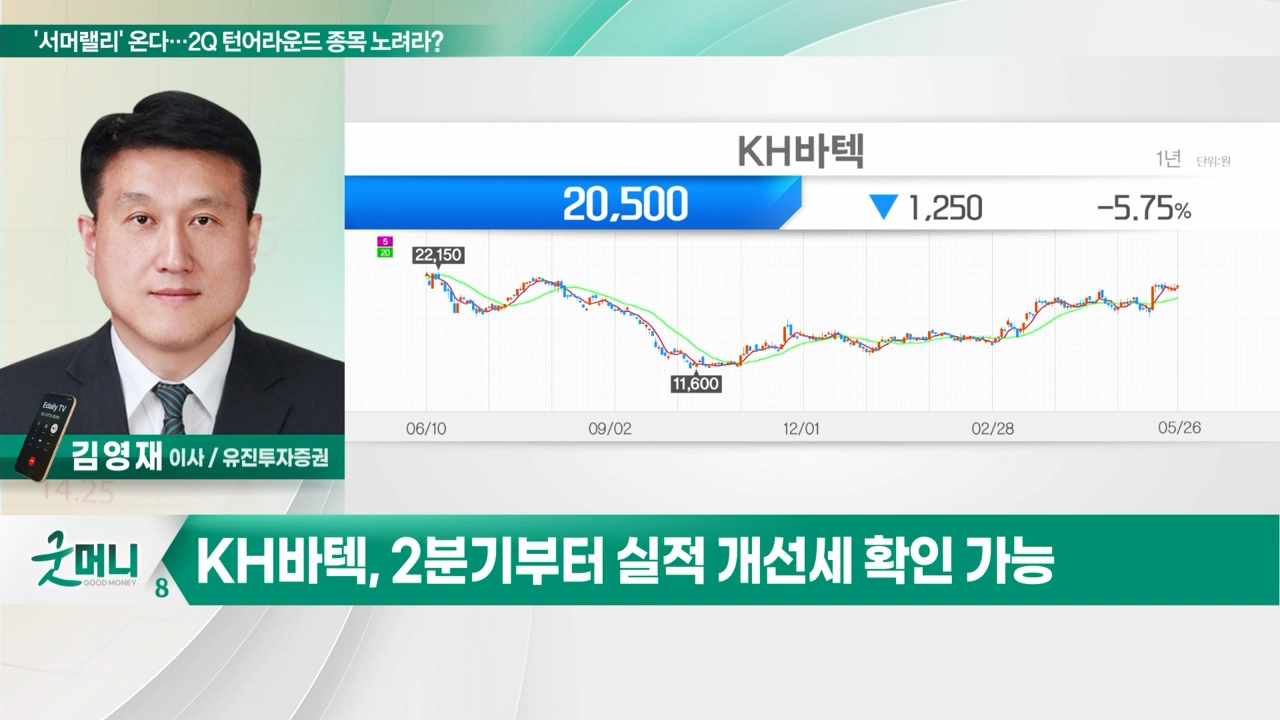 '서머랠리' 온다…2Q 턴어라운드 종목 노려라?
KH바텍
1년 단위:원
20,500 ▼ 1,250 -5.75%
5
20
22,150
11,600
06/10 09/02 12/01 02/28 05/26
Edaily TV
김영재 이사 / 유진투자증권
14.25
굿머니
GOOD MONEY
8
KH바텍, 2분기부터 실적 개선세 확인 가능